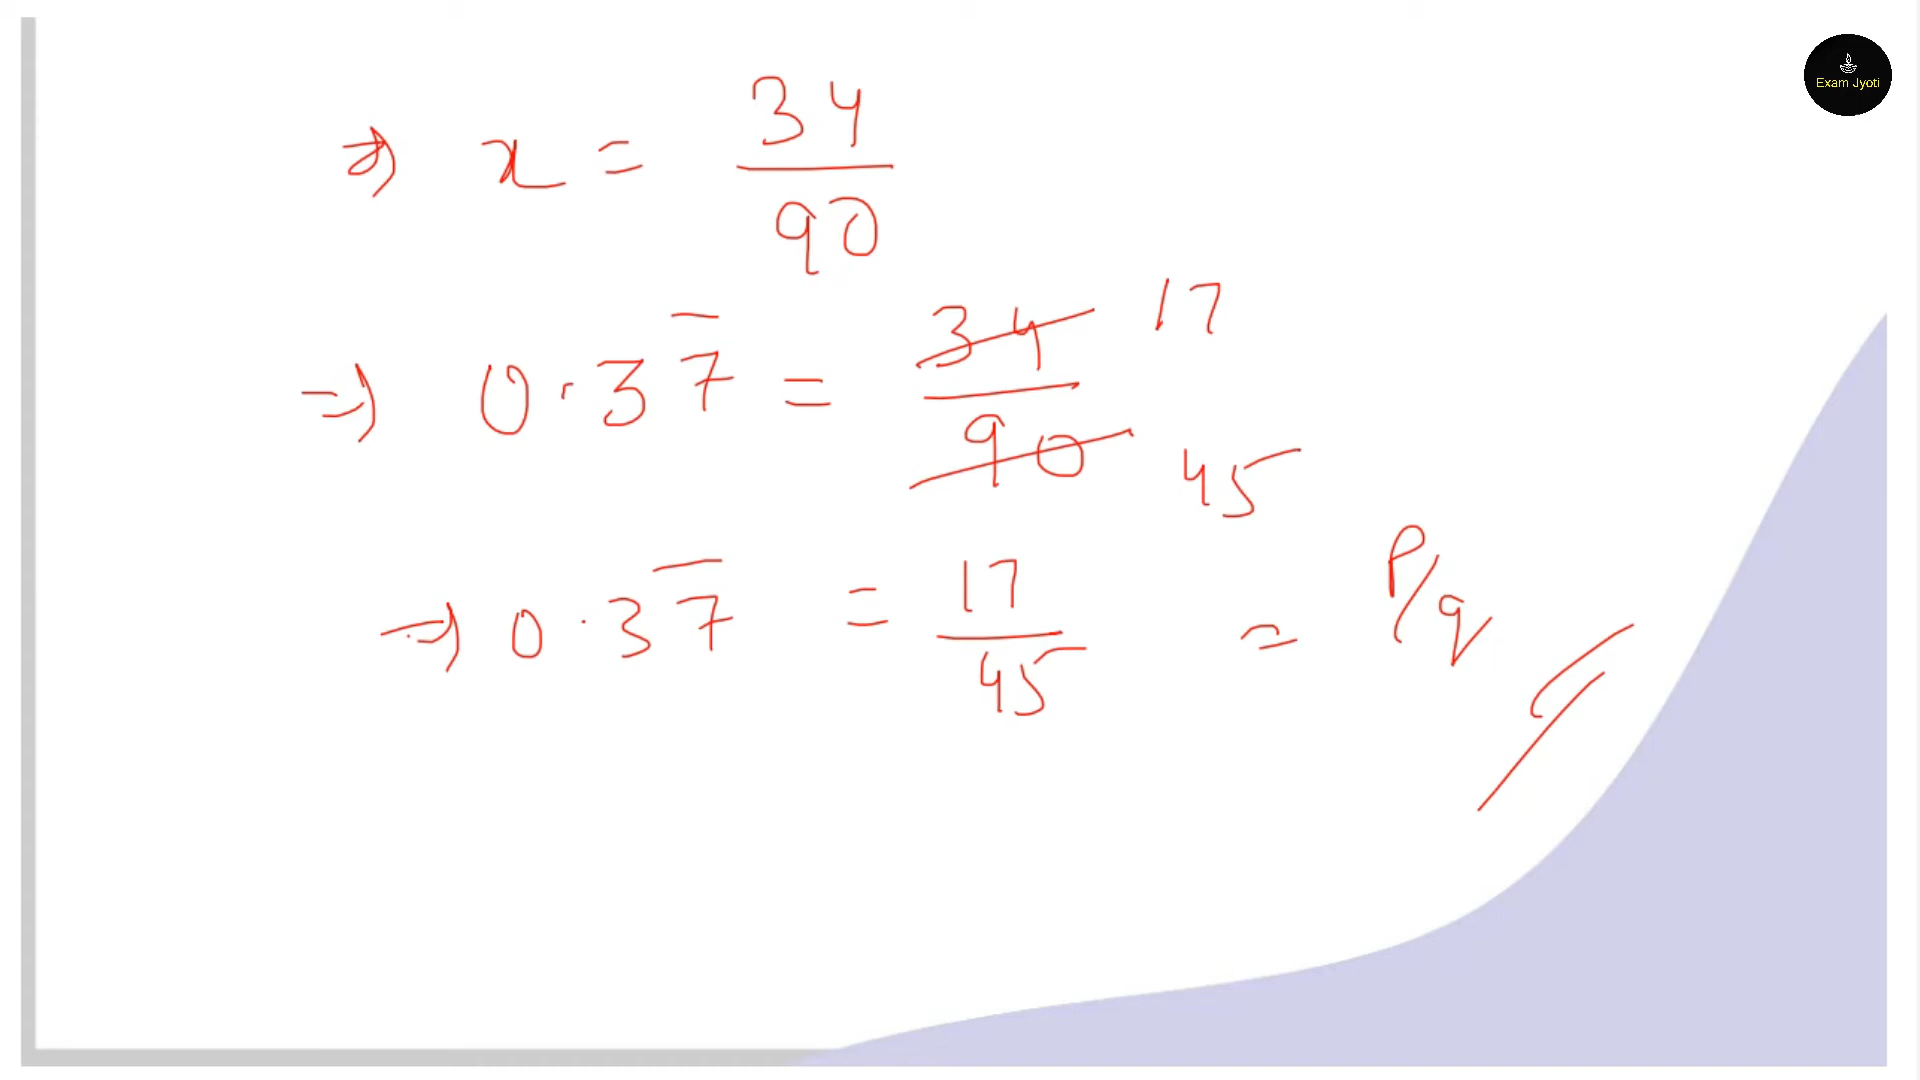 Exam Jyoti
⇒ x = 34/90
⇒ 0.37̅ = 34/90 17/45
⇒ 0.37̅ = 17/45 = P/q